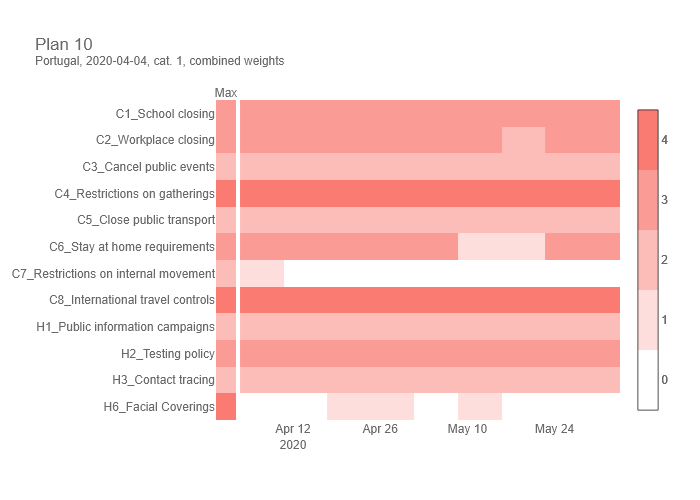 Plan 10
Portugal, 2020-04-04, cat. 1, combined weights
Max
C1_School closing
C2_Workplace closing
C3_Cancel public events
C4_Restrictions on gatherings
C5_Close public transport
C6_Stay at home requirements
C7_Restrictions on internal movement
C8_International travel controls
H1_Public information campaigns
H2_Testing policy
H3_Contact tracing
H6_Facial Coverings
Apr 12 Apr 26 May 10 May 24
2020
4
3
2
1
0